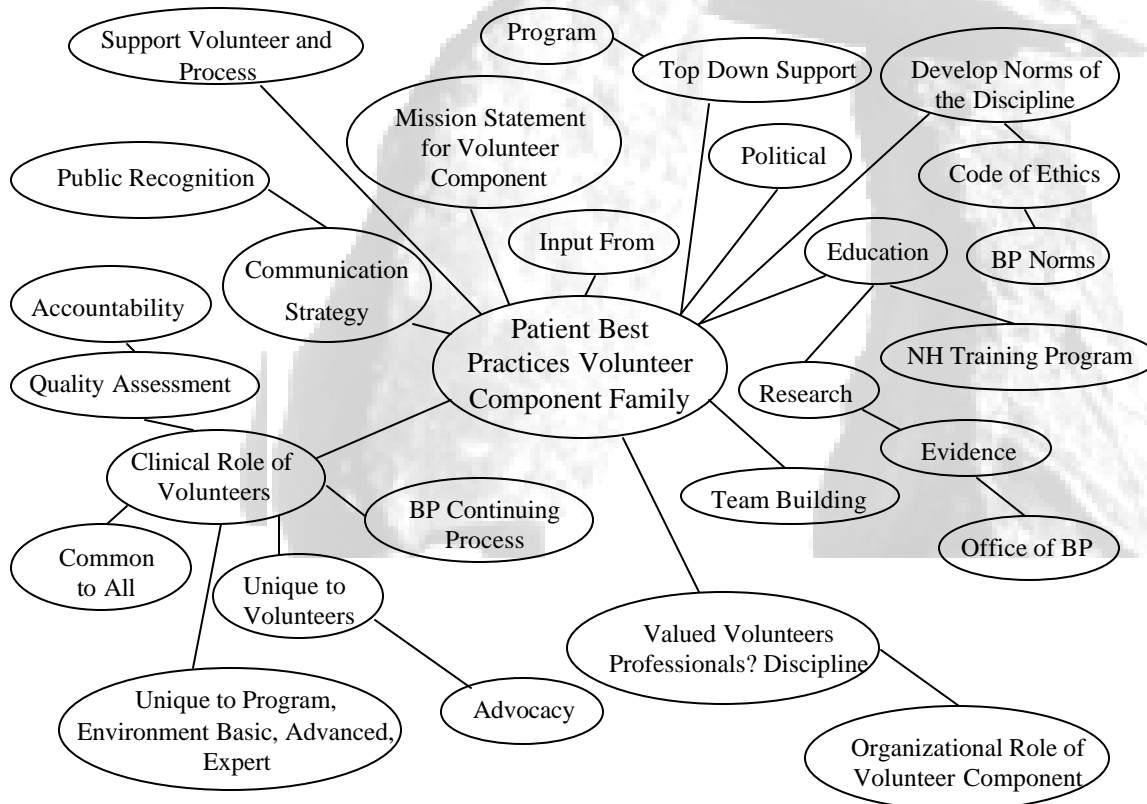 Support Volunteer and
Process
Program
Top Down Support
Develop Norms of
the Discipline
Mission Statement
for Volunteer
Component
Political
Public Recognition
Code of Ethics
Input From
Education
BP Norms
Communication
Strategy
Accountability
Patient Best
Practices Volunteer
Component Family
NH Training Program
Quality Assessment
Research
Evidence
Clinical Role of
Volunteers
Team Building
BP Continuing
Process
Office of BP
Common
to All
Unique to
Volunteers
Valued Volunteers
Professionals? Discipline
Unique to Program,
Environment Basic, Advanced,
Expert
Advocacy
Organizational Role of
Volunteer Component